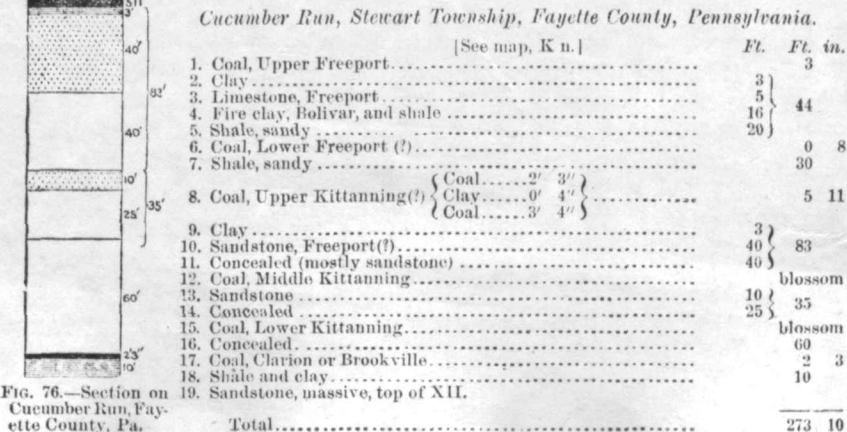 5'11"
3'
40'
83'
40'
10'
35'
25'
60'
2'3"
10'
FIG. 76.—Section on
Cucumber Run, Fay-
ette County, Pa.
Cucumber Run, Stewart Township, Fayette County, Pennsylvania.
[See map, K n.] Ft. Ft. in.
1. Coal, Upper Freeport 3
2. Clay 3
3. Limestone, Freeport 5
4. Fire clay, Bolivar, and shale 16 44
5. Shale, sandy 20
6. Coal, Lower Freeport (?) 0 8
7. Shale, sandy 30
Coal 2' 3"
8. Coal, Upper Kittanning(?) Clay 0' 4" 5 11
Coal 3' 4"
9. Clay 3
10. Sandstone, Freeport(?) 40 83
11. Concealed (mostly sandstone) 40
12. Coal, Middle Kittanning blossom
13. Sandstone 10 35
14. Concealed 25
15. Coal, Lower Kittanning blossom
16. Concealed 60
17. Coal, Clarion or Brookville 2 3
18. Shale and clay 10
19. Sandstone, massive, top of XII.
Total 273 10